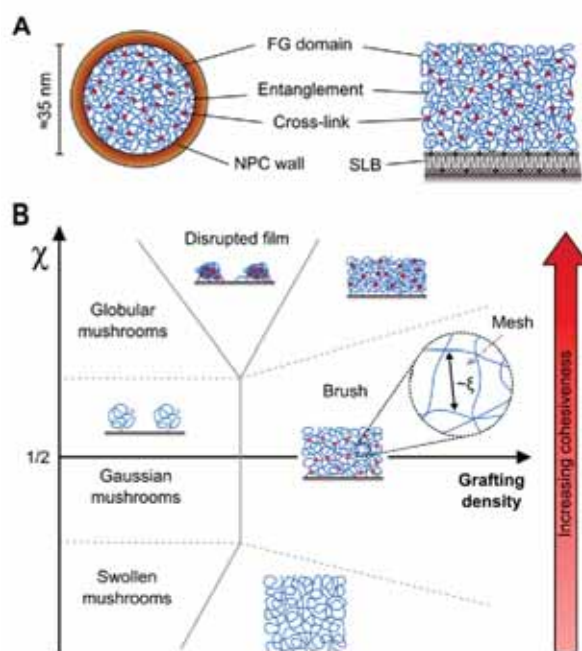 A
≈35 nm
FG domain
Entanglement
Cross-link
NPC wall
SLB
B
χ
Disrupted film
Globular
mushrooms
Mesh
~ξ
Brush
1/2
Gaussian
mushrooms
Grafting
density
Swollen
mushrooms
Increasing cohesiveness